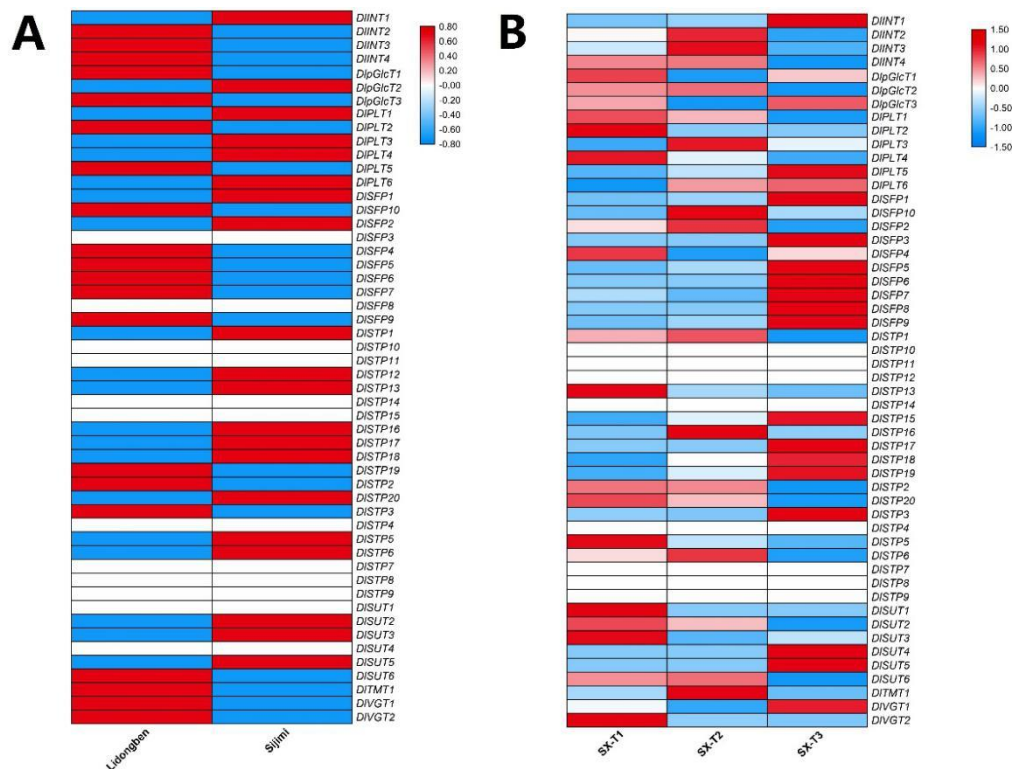 A
DlINT1
DlINT2
DlINT3
DlINT4
DlpGlcT1
DlpGlcT2
DlpGlcT3
DlPLT1
DlPLT2
DlPLT3
DlPLT4
DlPLT5
DlPLT6
DlSFP1
DlSFP10
DlSFP2
DlSFP3
DlSFP4
DlSFP5
DlSFP6
DlSFP7
DlSFP8
DlSFP9
DlSTP1
DlSTP10
DlSTP11
DlSTP12
DlSTP13
DlSTP14
DlSTP15
DlSTP16
DlSTP17
DlSTP18
DlSTP19
DlSTP2
DlSTP20
DlSTP3
DlSTP4
DlSTP5
DlSTP6
DlSTP7
DlSTP8
DlSTP9
DlSUT1
DlSUT2
DlSUT3
DlSUT4
DlSUT5
DlSUT6
DlTMT1
DlVGT1
DlVGT2
0.80
0.60
0.40
0.20
0.00
-0.20
-0.40
-0.60
-0.80
Lidongben
Sijimi
B
DlINT1
DlINT2
DlINT3
DlINT4
DlpGlcT1
DlpGlcT2
DlpGlcT3
DlPLT1
DlPLT2
DlPLT3
DlPLT4
DlPLT5
DlPLT6
DlSFP1
DlSFP10
DlSFP2
DlSFP3
DlSFP4
DlSFP5
DlSFP6
DlSFP7
DlSFP8
DlSFP9
DlSTP1
DlSTP10
DlSTP11
DlSTP12
DlSTP13
DlSTP14
DlSTP15
DlSTP16
DlSTP17
DlSTP18
DlSTP19
DlSTP2
DlSTP20
DlSTP3
DlSTP4
DlSTP5
DlSTP6
DlSTP7
DlSTP8
DlSTP9
DlSUT1
DlSUT2
DlSUT3
DlSUT4
DlSUT5
DlSUT6
DlTMT1
DlVGT1
DlVGT2
1.50
1.00
0.50
0.00
-0.50
-1.00
-1.50
SX-T1
SX-T2
SX-T3